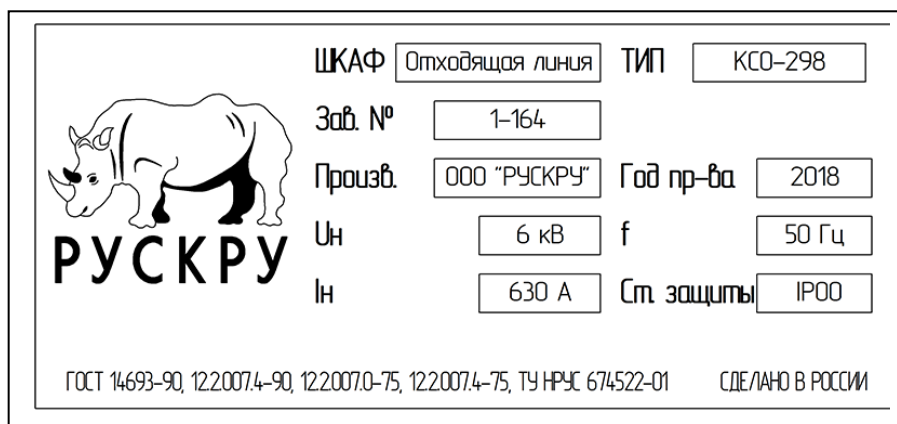 ШКАФ Отходящая линия ТИП КСО-298
Зав. № 1-164
Произв. ООО "РУСКРУ" Год пр-ва 2018
РУСКРУ
Uн 6 кВ f 50 Гц
Iн 630 А Ст. защиты IP00
ГОСТ 14693-90, 12.2.007.4-90, 12.2.007.0-75, 12.2.007.4-75, ТУ НРУС 674522-01 СДЕЛАНО В РОССИИ